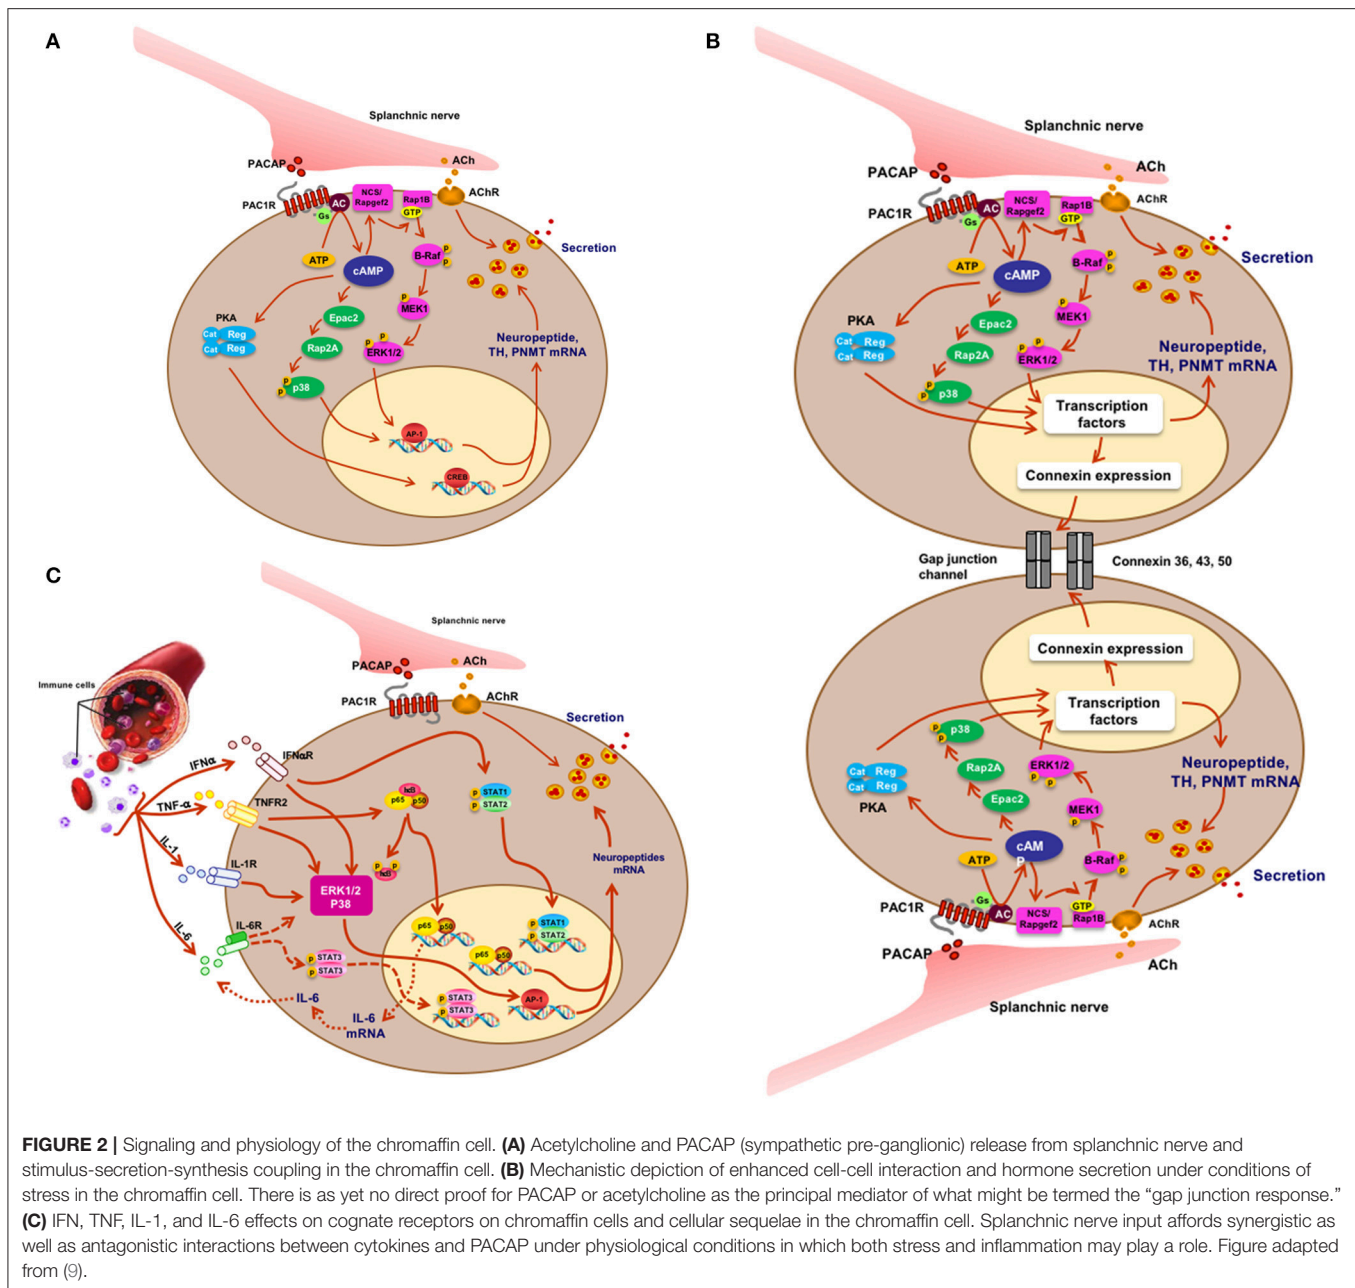 A
Splanchnic nerve
PACAP
ACh
PAC1R
AC
NCS/
Rapgef2
Rap1B
GTP
AChR
Gs
Secretion
ATP
cAMP
B-Raf
P
P
PKA
Cat
Reg
Cat
Reg
Epac2
P
MEK1
Rap2A
P
P
ERK1/2
P
P
p38
Neuropeptide,
TH, PNMT mRNA
AP-1
CREB
B
Splanchnic nerve
PACAP
ACh
PAC1R
AC
NCS/
Rapgef2
Rap1B
GTP
AChR
Gs
Secretion
ATP
cAMP
B-Raf
P
P
PKA
Cat
Reg
Cat
Reg
Epac2
P
MEK1
Rap2A
P
P
ERK1/2
P
P
p38
Neuropeptide,
TH, PNMT mRNA
Transcription
factors
Connexin expression
Gap junction
channel
Connexin 36, 43, 50
Connexin expression
Transcription
factors
P
P
p38
Rap2A
Epac2
ERK1/2
P
P
MEK1
P
Neuropeptide,
TH, PNMT mRNA
Cat
Reg
Cat
Reg
PKA
cAM
P
ATP
B-Raf
P
P
Secretion
Gs
PAC1R
AC
NCS/
Rapgef2
GTP
Rap1B
AChR
PACAP
ACh
Splanchnic nerve
C
Splanchnic nerve
PACAP
ACh
PAC1R
AChR
Immune cells
Secretion
IFNα
IFNαR
TNF-α
TNFR2
IL-1
IL-1R
IL-6
IL-6R
IκB
p65
p50
P
P
IκB
P
STAT1
P
STAT2
ERK1/2
P38
Neuropeptides
mRNA
P
STAT3
P
STAT3
p65
p50
p65
p50
P
STAT1
P
STAT2
P
STAT3
P
STAT3
AP-1
IL-6
IL-6
mRNA
FIGURE 2 | Signaling and physiology of the chromaffin cell. (A) Acetylcholine and PACAP (sympathetic pre-ganglionic) release from splanchnic nerve and
stimulus-secretion-synthesis coupling in the chromaffin cell. (B) Mechanistic depiction of enhanced cell-cell interaction and hormone secretion under conditions of
stress in the chromaffin cell. There is as yet no direct proof for PACAP or acetylcholine as the principal mediator of what might be termed the “gap junction response.”
(C) IFN, TNF, IL-1, and IL-6 effects on cognate receptors on chromaffin cells and cellular sequelae in the chromaffin cell. Splanchnic nerve input affords synergistic as
well as antagonistic interactions between cytokines and PACAP under physiological conditions in which both stress and inflammation may play a role. Figure adapted
from (9).